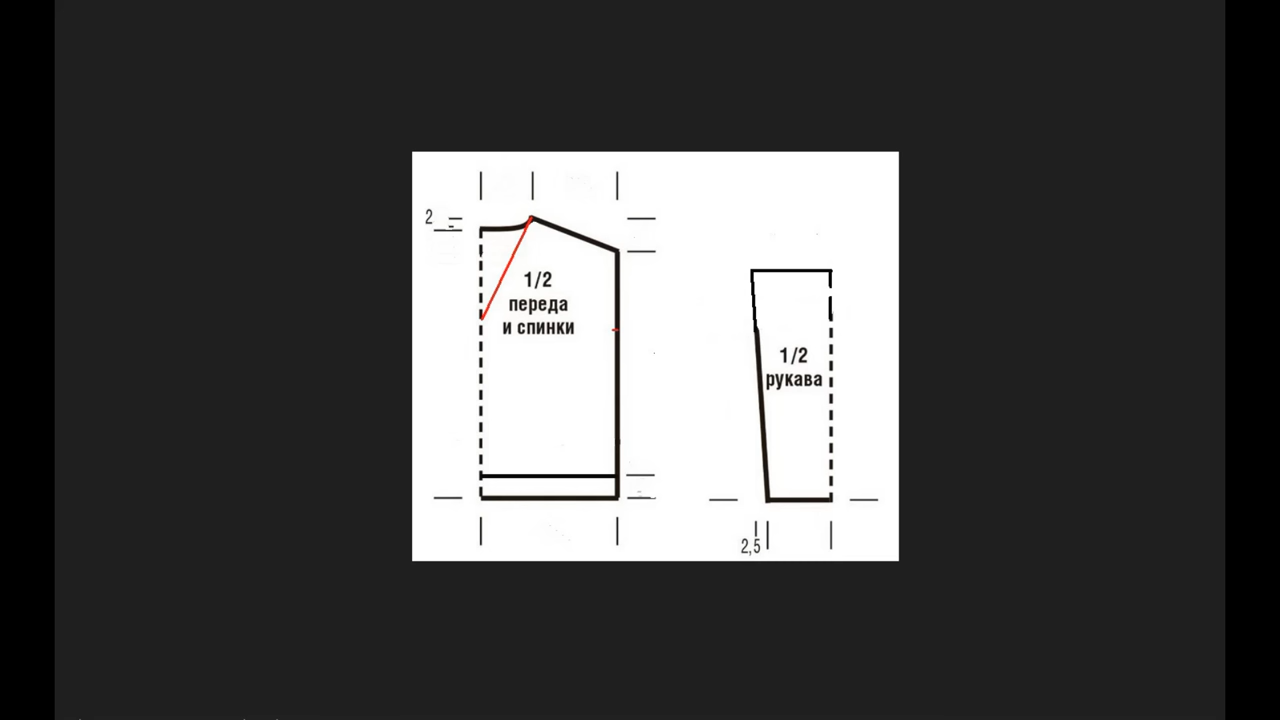 2
1/2
переда
и спинки
1/2
рукава
2,5